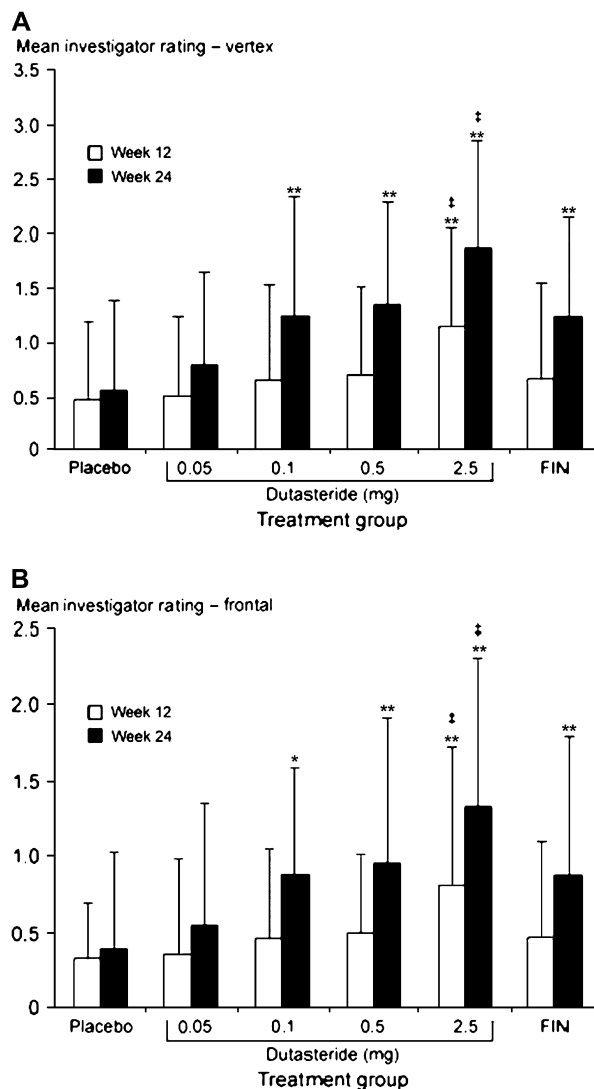 A
Mean investigator rating – vertex
3.5
3.0
2.5
2.0
1.5
1.0
0.5
0
Week 12
Week 24
** ** ‡ ** ‡ ** **
Placebo 0.05 0.1 0.5 2.5 FIN
Dutasteride (mg)
Treatment group
B
Mean investigator rating – frontal
2.5
2.0
1.5
1.0
0.5
0
Week 12
Week 24
* ** ‡ ** ‡ ** **
Placebo 0.05 0.1 0.5 2.5 FIN
Dutasteride (mg)
Treatment group